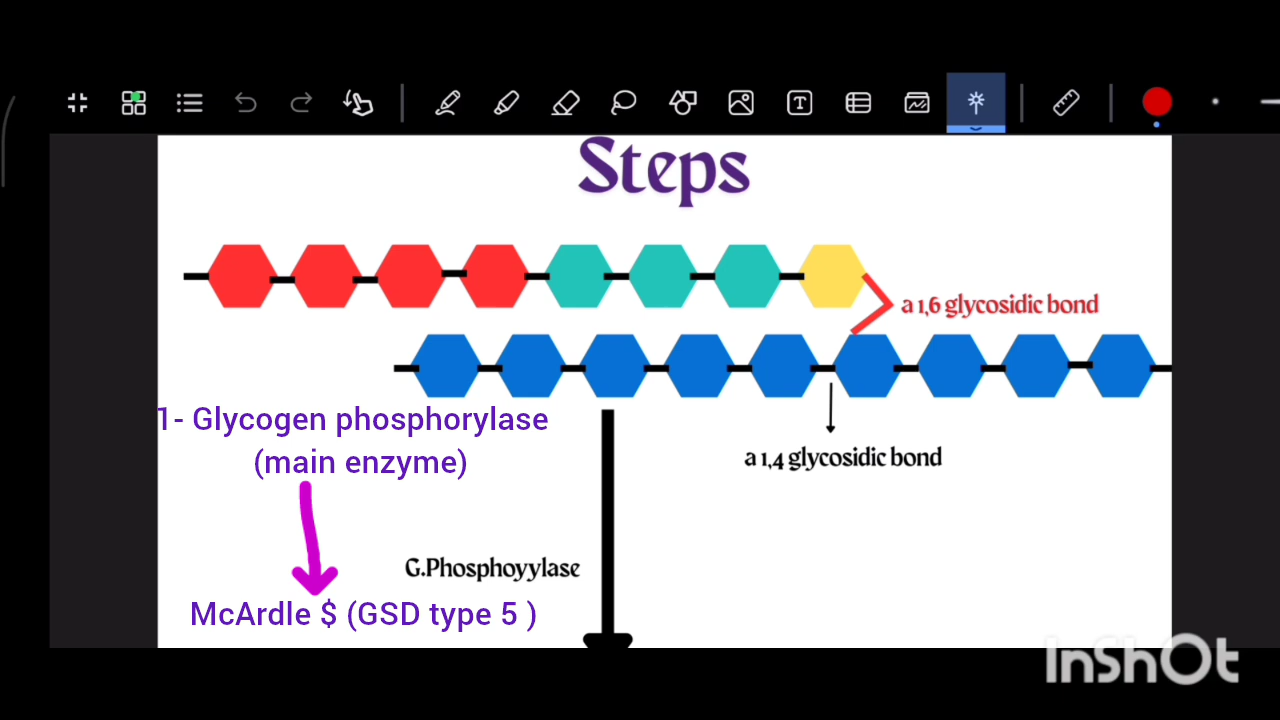 Steps
a 1,6 glycosidic bond
1- Glycogen phosphorylase
(main enzyme)
a 1,4 glycosidic bond
G.Phosphoyylase
McArdle $ (GSD type 5 )
InShOt